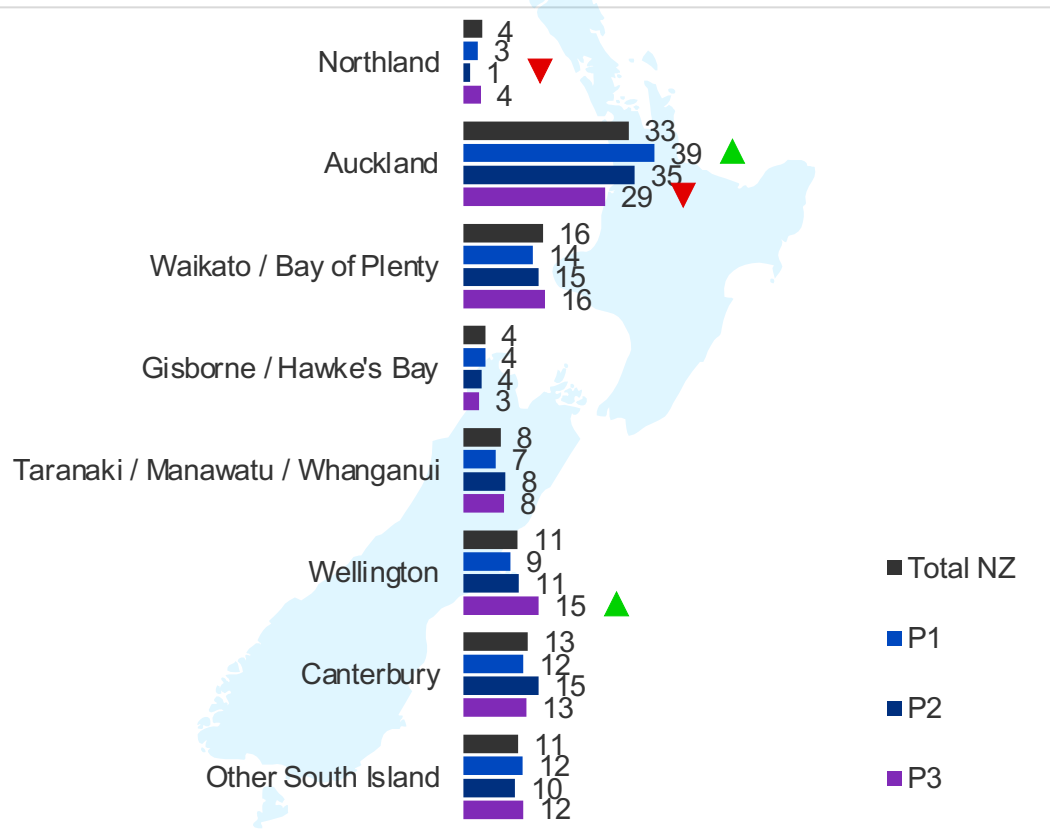 Northland
4
3
1
4
Auckland
33
39
35
29
Waikato / Bay of Plenty
16
14
15
16
Gisborne / Hawke's Bay
4
4
4
3
Taranaki / Manawatu / Whanganui
8
7
8
8
Wellington
11
9
11
15
Canterbury
13
12
15
13
Other South Island
11
12
10
12
Total NZ
P1
P2
P3